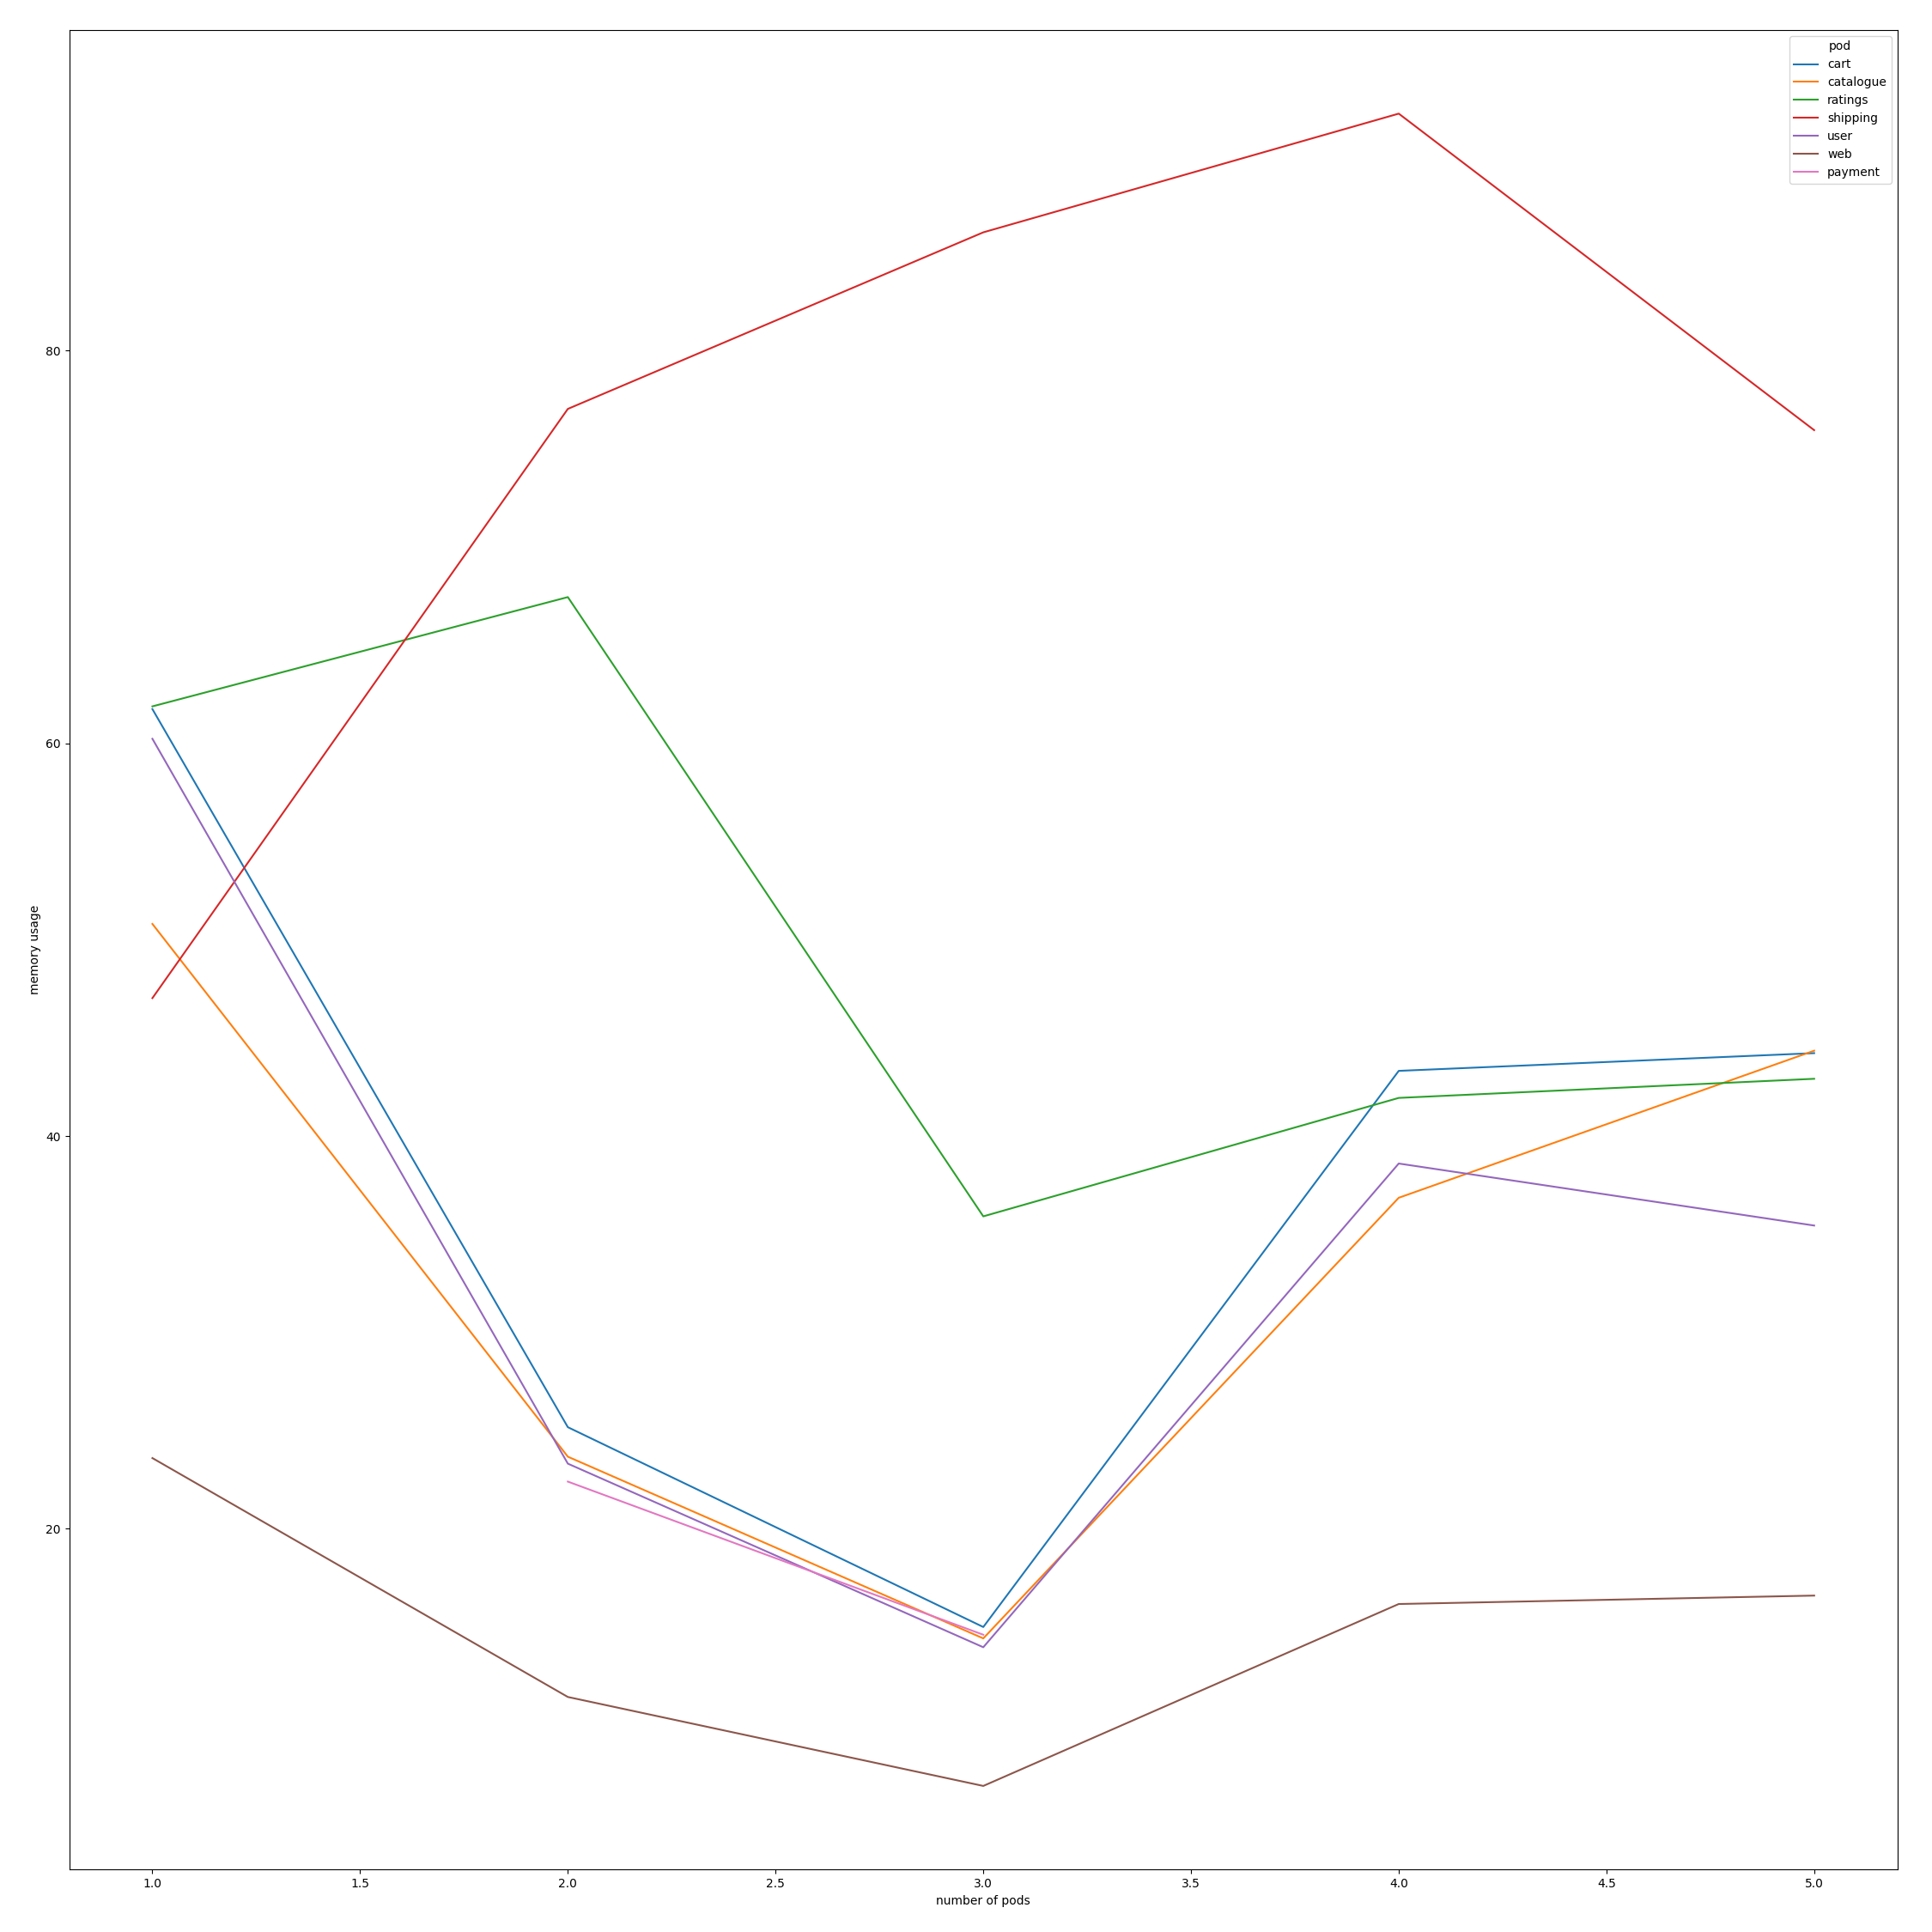 pod
cart
catalogue
ratings
shipping
user
web
payment
80
60
40
20
memory usage
1.0 1.5 2.0 2.5 3.0 3.5 4.0 4.5 5.0
number of pods